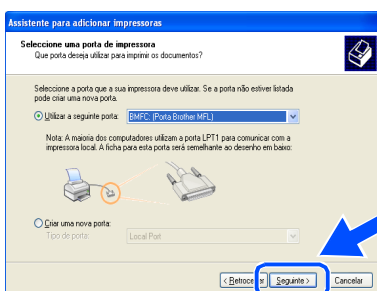 Assistente para adicionar impressoras
Seleccione uma porta de impressora
Que porta deseja utilizar para imprimir os documentos?
Seleccione a porta que a sua impressora deve utilizar. Se a porta não estiver listada
pode criar uma nova porta.
Utilizar a seguinte porta: BMFC: (Porta Brother MFL)
Nota: A maioria dos computadores utilizam a porta LPT1 para comunicar com a
impressora local. A ficha para esta porta será semelhante ao desenho em baixo:
Criar uma nova porta:
Tipo de porta: Local Port
< Retroceder Seguinte > Cancelar